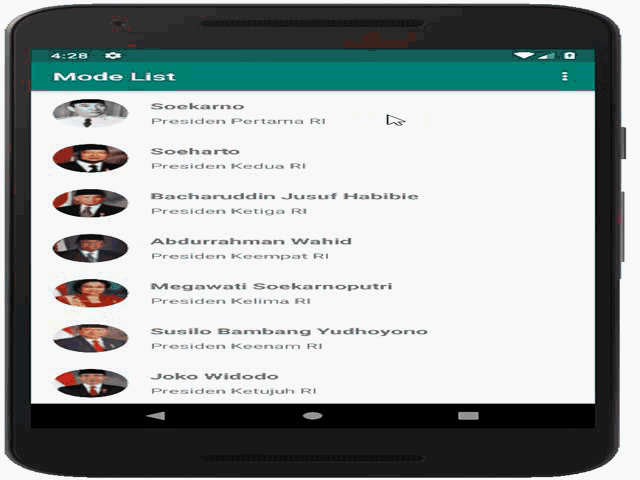 4:28
Mode List
Soekarno
Presiden Pertama RI
Soeharto
Presiden Kedua RI
Bacharuddin Jusuf Habibie
Presiden Ketiga RI
Abdurrahman Wahid
Presiden Keempat RI
Megawati Soekarnoputri
Presiden Kelima RI
Susilo Bambang Yudhoyono
Presiden Keenam RI
Joko Widodo
Presiden Ketujuh RI